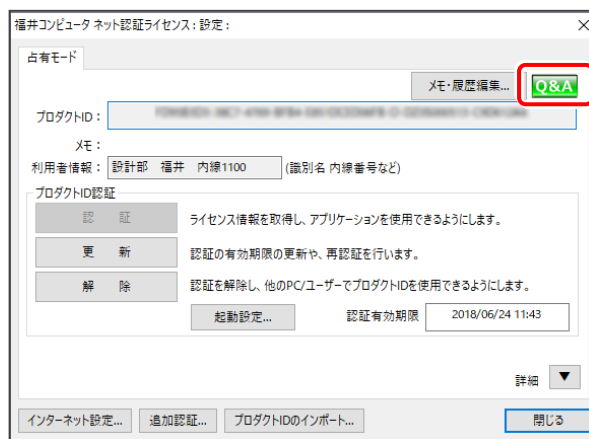 福井コンピュータ ネット認証ライセンス : 設定 :
占有モード
メモ・履歴編集... Q&A
プロダクトID :
メモ :
利用者情報 : 設計部 福井 内線1100 (識別名 内線番号など)
プロダクトID認証
認 証 ライセンス情報を取得し、アプリケーションを使用できるようにします。
更 新 認証の有効期限の更新や、再認証を行います。
解 除 認証を解除し、他のPC/ユーザーでプロダクトIDを使用できるようにします。
起動設定... 認証有効期限 2018/06/24 11:43
詳細 ▼
インターネット設定... 追加認証... プロダクトIDのインポート... 閉じる